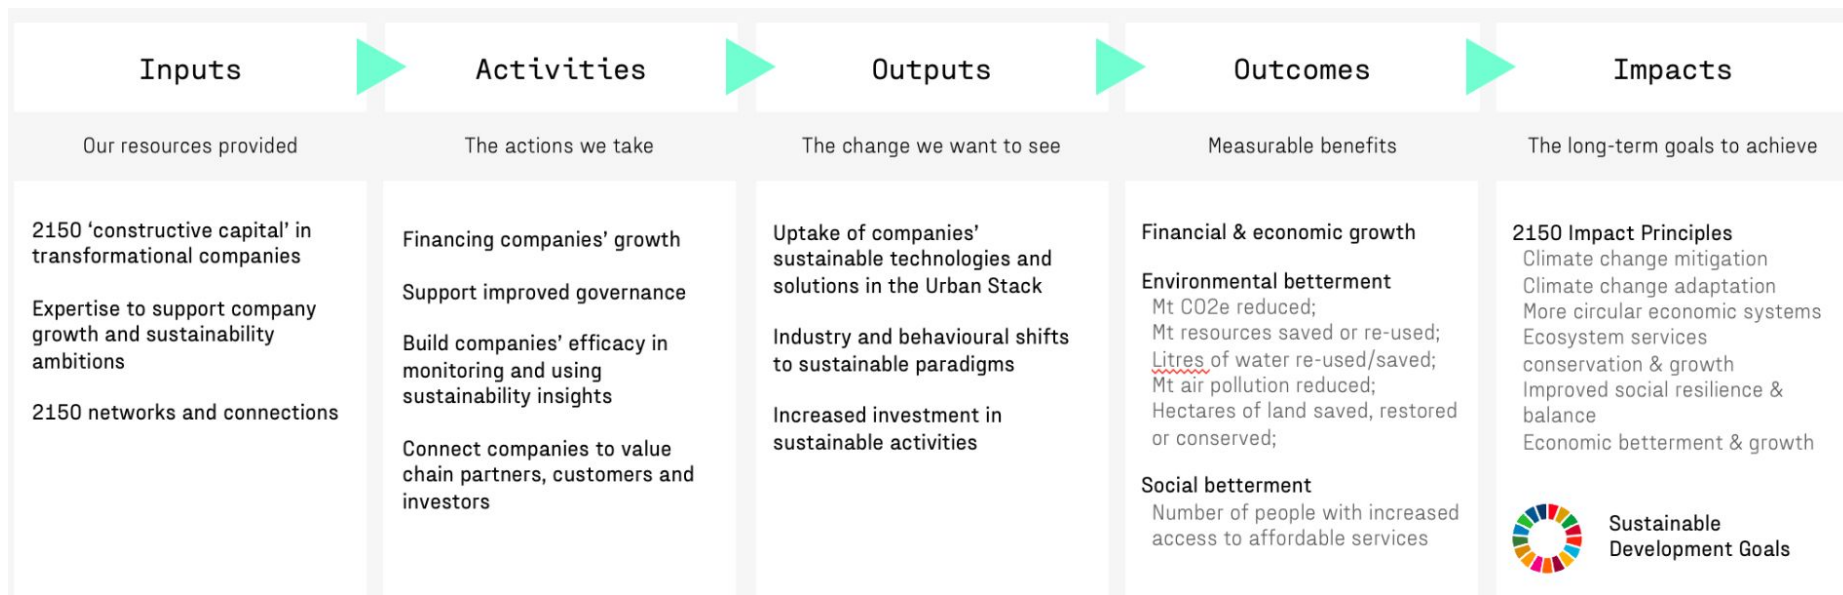 Inputs
Activities
Outputs
Outcomes
Impacts
Our resources provided
The actions we take
The change we want to see
Measurable benefits
The long-term goals to achieve
2150 ‘constructive capital’ in
transformational companies
Expertise to support company
growth and sustainability
ambitions
2150 networks and connections
Financing companies’ growth
Support improved governance
Build companies’ efficacy in
monitoring and using
sustainability insights
Connect companies to value
chain partners, customers and
investors
Uptake of companies’
sustainable technologies and
solutions in the Urban Stack
Industry and behavioural shifts
to sustainable paradigms
Increased investment in
sustainable activities
Financial & economic growth
Environmental betterment
Mt CO2e reduced;
Mt resources saved or re-used;
Litres of water re-used/saved;
Mt air pollution reduced;
Hectares of land saved, restored
or conserved;
Social betterment
Number of people with increased
access to affordable services
2150 Impact Principles
Climate change mitigation
Climate change adaptation
More circular economic systems
Ecosystem services
conservation & growth
Improved social resilience &
balance
Economic betterment & growth
Sustainable
Development Goals